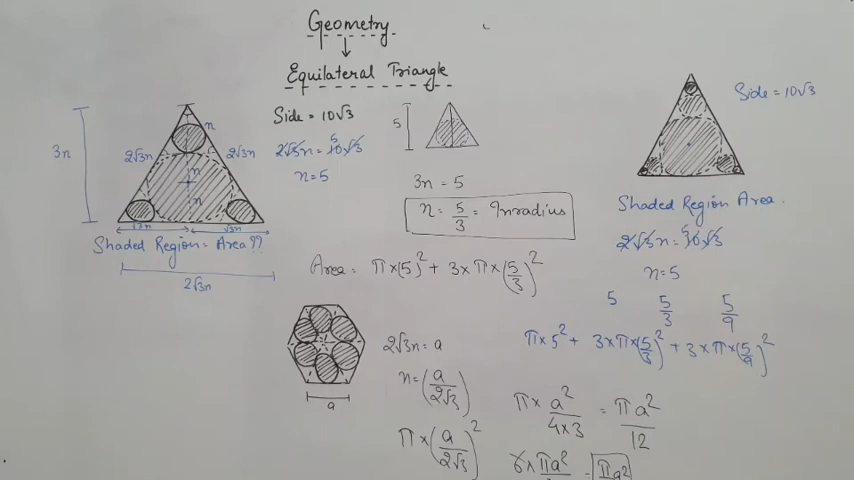 Geometry
Equilateral Triangle
3n
n
2√3n
2√3n
n
n
√3n
√3n
Shaded Region = Area??
2√3n
Side = 10√3
2√3n = 10√3
5
n = 5
5
3n = 5
n = 5/3 = Inradius
Area = π×(5)² + 3×π×(5/3)²
a
2√3n = a
n = (a/2√3)
π×(a/2√3)²
π× a²/4×3 = πa²/12
πa²
Side = 10√3
Shaded Region Area.
2√3n = 10√3
5
n = 5
5 5/3 5/9
π×5² + 3×π×(5/3)² + 3×π×(5/9)²